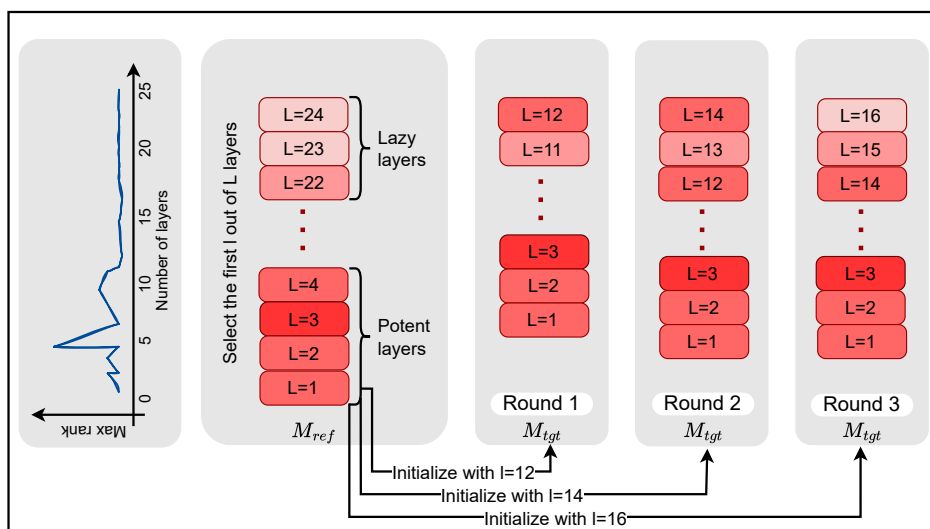 Max rank
Number of layers
0
5
10
15
20
25
Select the first l out of L layers
L=24
L=23
L=22
L=4
L=3
L=2
L=1
Lazy
layers
Potent
layers
M_ref
L=12
L=11
L=3
L=2
L=1
Round 1
M_tgt
L=14
L=13
L=12
L=3
L=2
L=1
Round 2
M_tgt
L=16
L=15
L=14
L=3
L=2
L=1
Round 3
M_tgt
Initialize with l=12
Initialize with l=14
Initialize with l=16